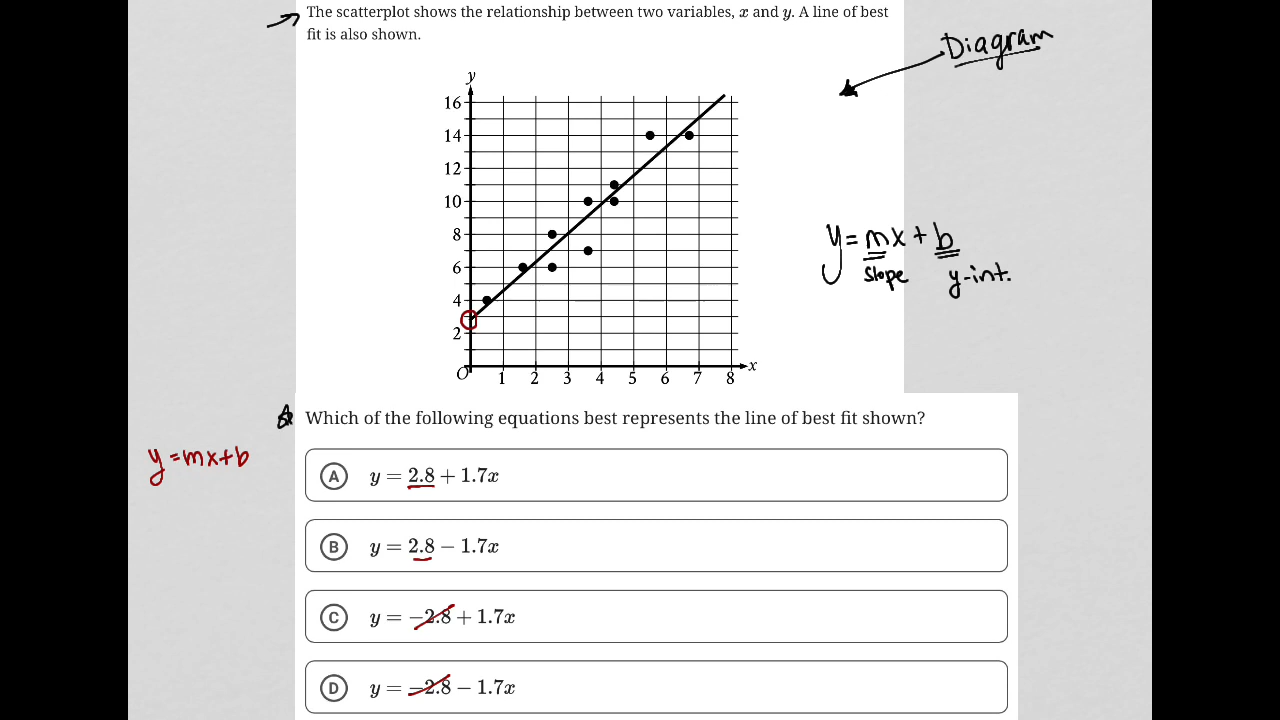 The scatterplot shows the relationship between two variables, x and y. A line of best
fit is also shown.
Diagram
y
16
14
12
10
8
6
4
2
O
1 2 3 4 5 6 7 8 x
y = mx + b
slope y-int.
Which of the following equations best represents the line of best fit shown?
y = mx + b
A y = 2.8 + 1.7x
B y = 2.8 − 1.7x
C y = −2.8 + 1.7x
D y = −2.8 − 1.7x